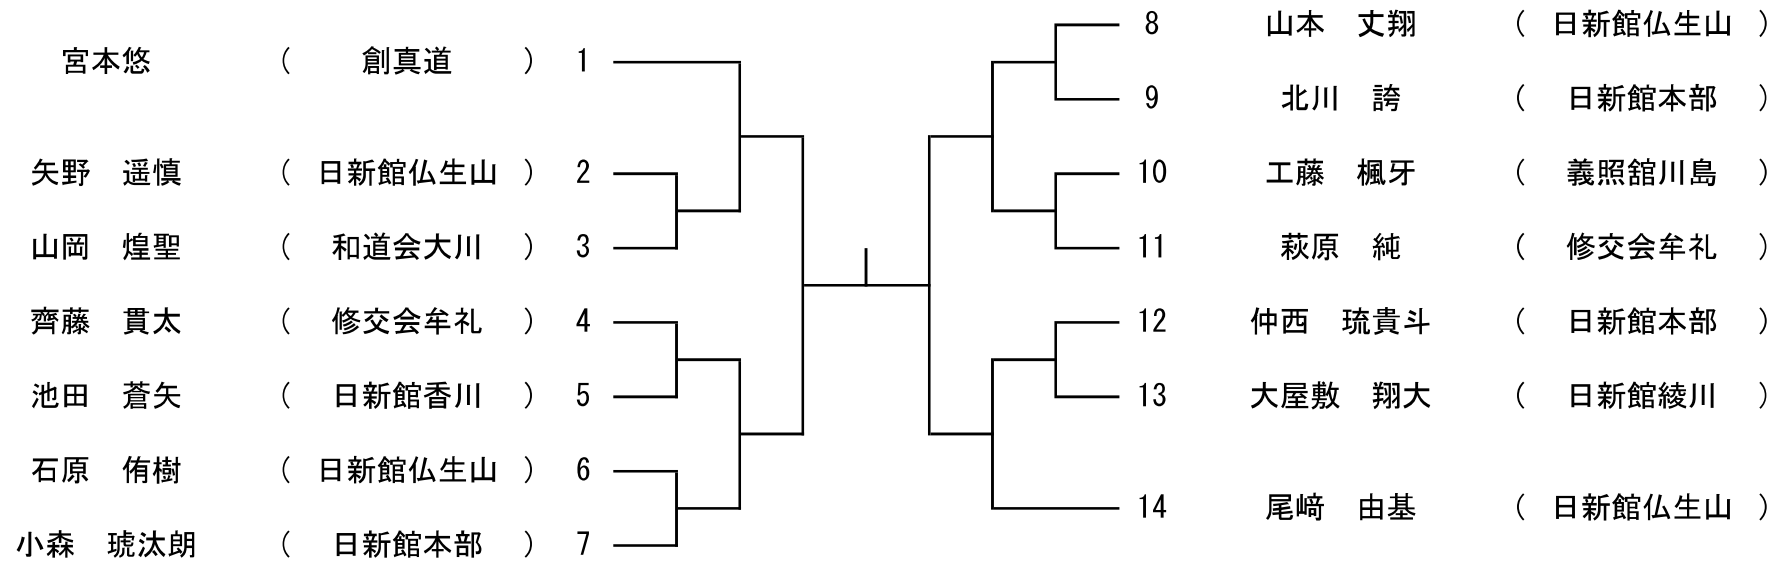 宮本悠 ( 創真道 ) 1
矢野 遥慎 ( 日新館仏生山 ) 2
山岡 煌聖 ( 和道会大川 ) 3
齊藤 貫太 ( 修交会牟礼 ) 4
池田 蒼矢 ( 日新館香川 ) 5
石原 侑樹 ( 日新館仏生山 ) 6
小森 琥汰朗 ( 日新館本部 ) 7
8 山本 丈翔 ( 日新館仏生山 )
9 北川 誇 ( 日新館本部 )
10 工藤 楓牙 ( 義照舘川島 )
11 萩原 純 ( 修交会牟礼 )
12 仲西 琉貴斗 ( 日新館本部 )
13 大屋敷 翔大 ( 日新館綾川 )
14 尾﨑 由基 ( 日新館仏生山 )